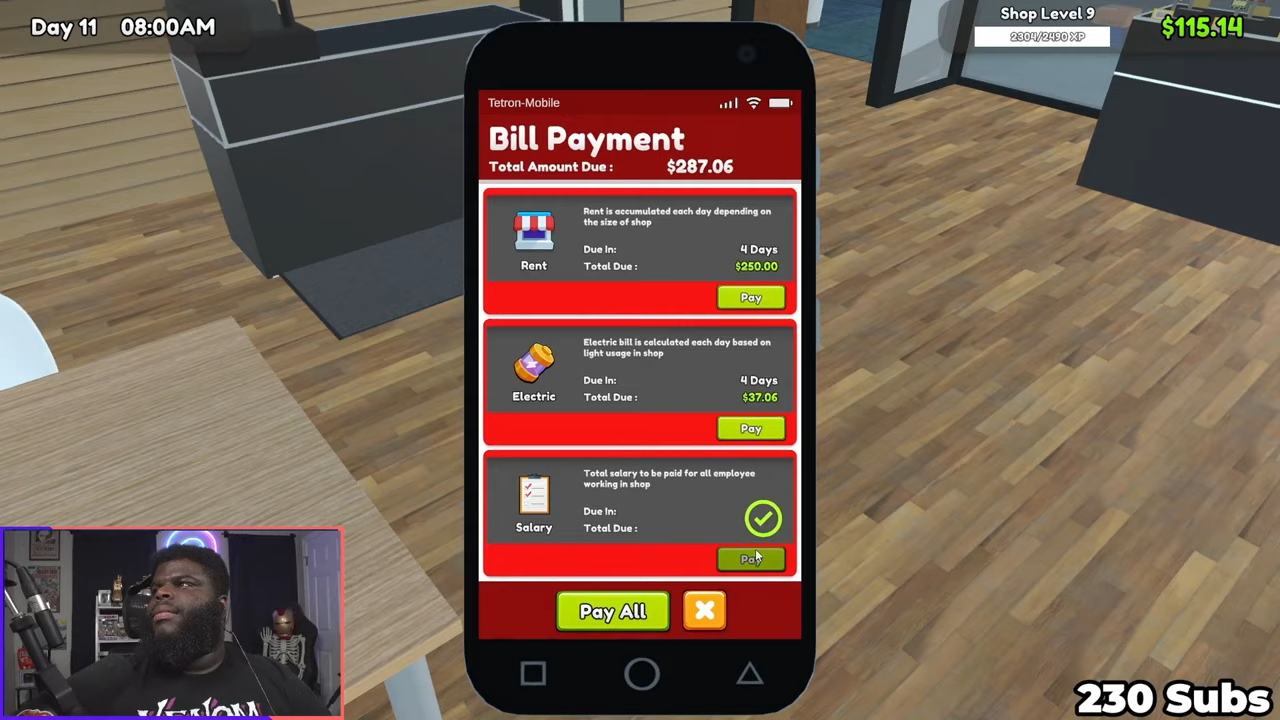 Day 11 08:00AM
Shop Level 9
2304/2490 XP
$115.14
Tetron-Mobile
Bill Payment
Total Amount Due : $287.06
Rent is accumulated each day depending on
the size of shop
Due In: 4 Days
Total Due : $250.00
Rent
Pay
Electric bill is calculated each day based on
light usage in shop
Due In: 4 Days
Total Due : $37.06
Electric
Pay
Total salary to be paid for all employee
working in shop
Due In:
Total Due :
Salary
Pay
Pay All
VENOM
230 Subs